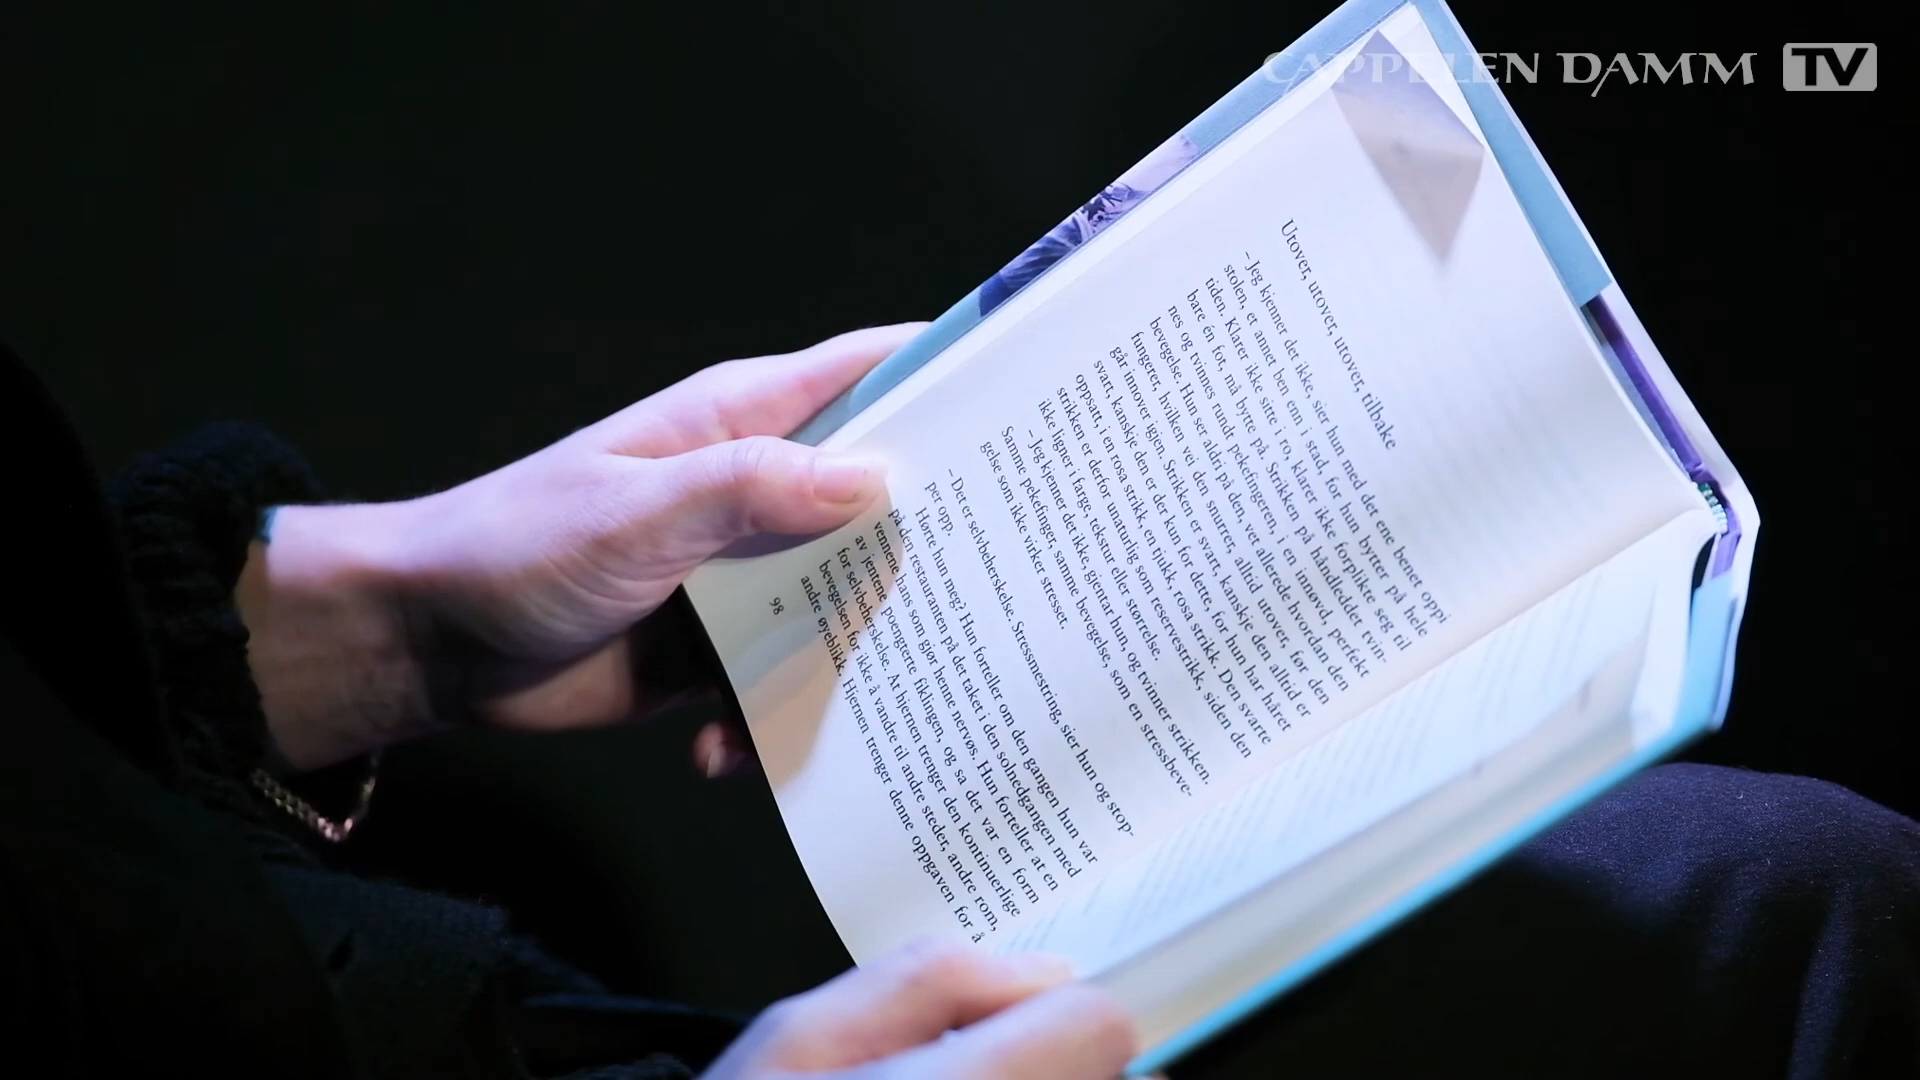 CAPPELEN DAMM TV
Utover, utover, utover, tilbake
– Jeg kjenner det ikke, sier hun med det ene benet oppi
stolen, er annet ben enn i stad, for hun bytter på hele
tiden. Klarer ikke sitte i ro, klarer ikke forplikte seg til
bare én fot, må bytte på. Strikken på håndleddet tvin-
nes og tvinnes rundt pekefingeren, i en innøvd, perfekt
bevegelse. Hun ser aldri på den, vet allerede hvordan den
fungerer, hvilken vei den snurrer, alltid utover, før den
går innover igjen. Strikken er svart, kanskje den alltid er
svart, kanskje den er der kun for dette, for hun har håret
oppsatt, i en rosa strikk, en tjukk, rosa strikk. Den svarte
strikken er derfor unaturlig som reservestrikk, siden den
ikke ligner i farge, tekstur eller størrelse.
– Jeg kjenner det ikke, gjentar hun, og tvinner strikken.
Samme pekefinger, samme bevegelse, som en stressbeve-
gelse som ikke virker stresset.
– Det er selvbeherskelse. Stressmestring, sier hun og stop-
per opp.
Hørte hun meg? Hun forteller om den gangen hun var
på den restauranten på det taket i den solnedgangen med
vennene hans som gjør henne nervøs. Hun forteller at en
av jentene poengterte fiklingen, og sa det var en form
for selvbeherskelse. At hjernen trenger den kontinuerlige
bevegelsen for ikke å vandre til andre steder, andre rom,
andre øyeblikk. Hjernen trenger denne oppgaven for å
98